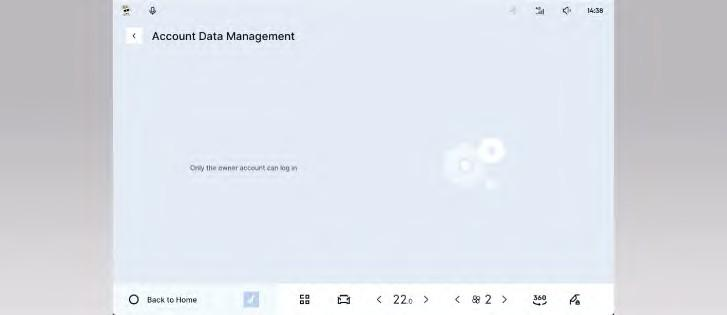 14:38
Account Data Management
Only the owner account can log in
Back to Home
22.0
2
360